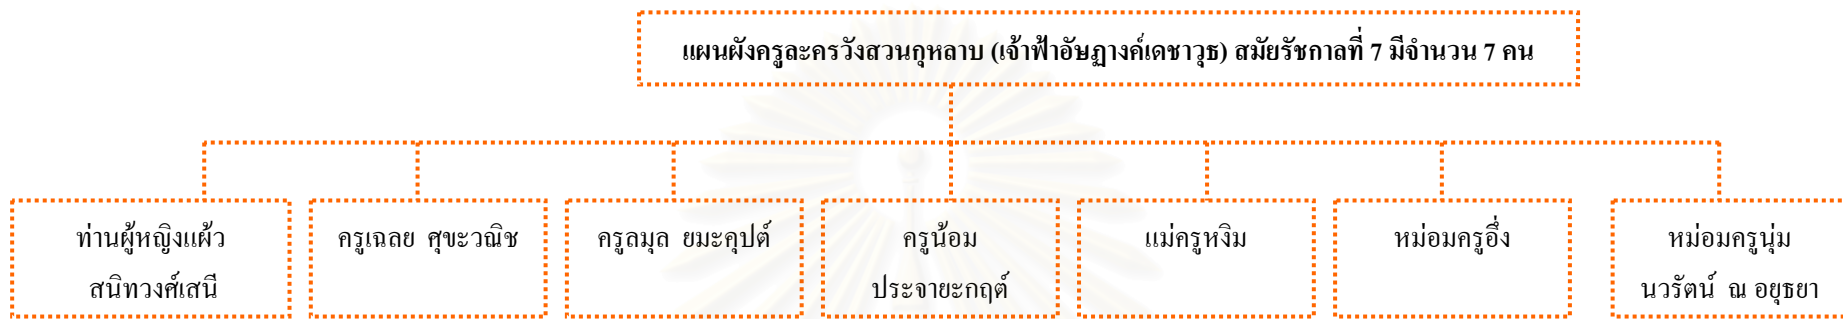 แผนผังครูละครวังสวนกุหลาบ (เจ้าฟ้าอัษฎางค์เดชาวุธ) สมัยรัชกาลที่ 7 มีจำนวน 7 คน
ท่านผู้หญิงแผ้ว
สนิทวงศ์เสนี
ครูเฉลย ศุขะวณิช
ครูลมุล ยมะคุปต์
ครูน้อม
ประจายะกฤต์
แม่ครูหงิม
หม่อมครูอึ่ง
หม่อมครูนุ่ม
นวรัตน์ ณ อยุธยา